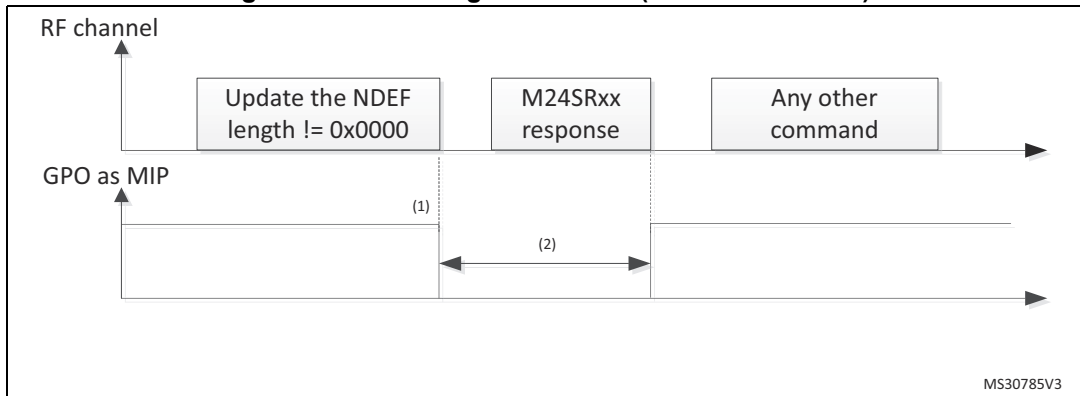 RF channel
Update the NDEF
length != 0x0000
M24SRxx
response
Any other
command
GPO as MIP
(1)
(2)
MS30785V3